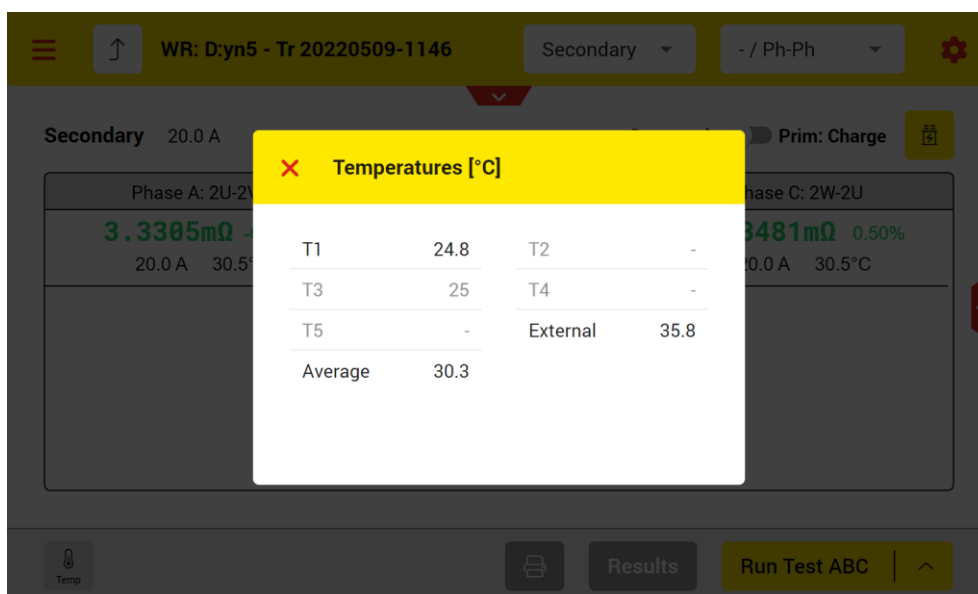 WR: D:yn5 - Tr 20220509-1146
Secondary
- / Ph-Ph
Secondary 20.0 A
Prim: Charge
Temperatures [°C]
Phase A: 2U-2V
Phase C: 2W-2U
3.3305mΩ
3481mΩ 0.50%
20.0 A 30.5°
20.0 A 30.5°C
T1 24.8
T2 -
T3 25
T4 -
T5 -
External 35.8
Average 30.3
Temp
Results
Run Test ABC